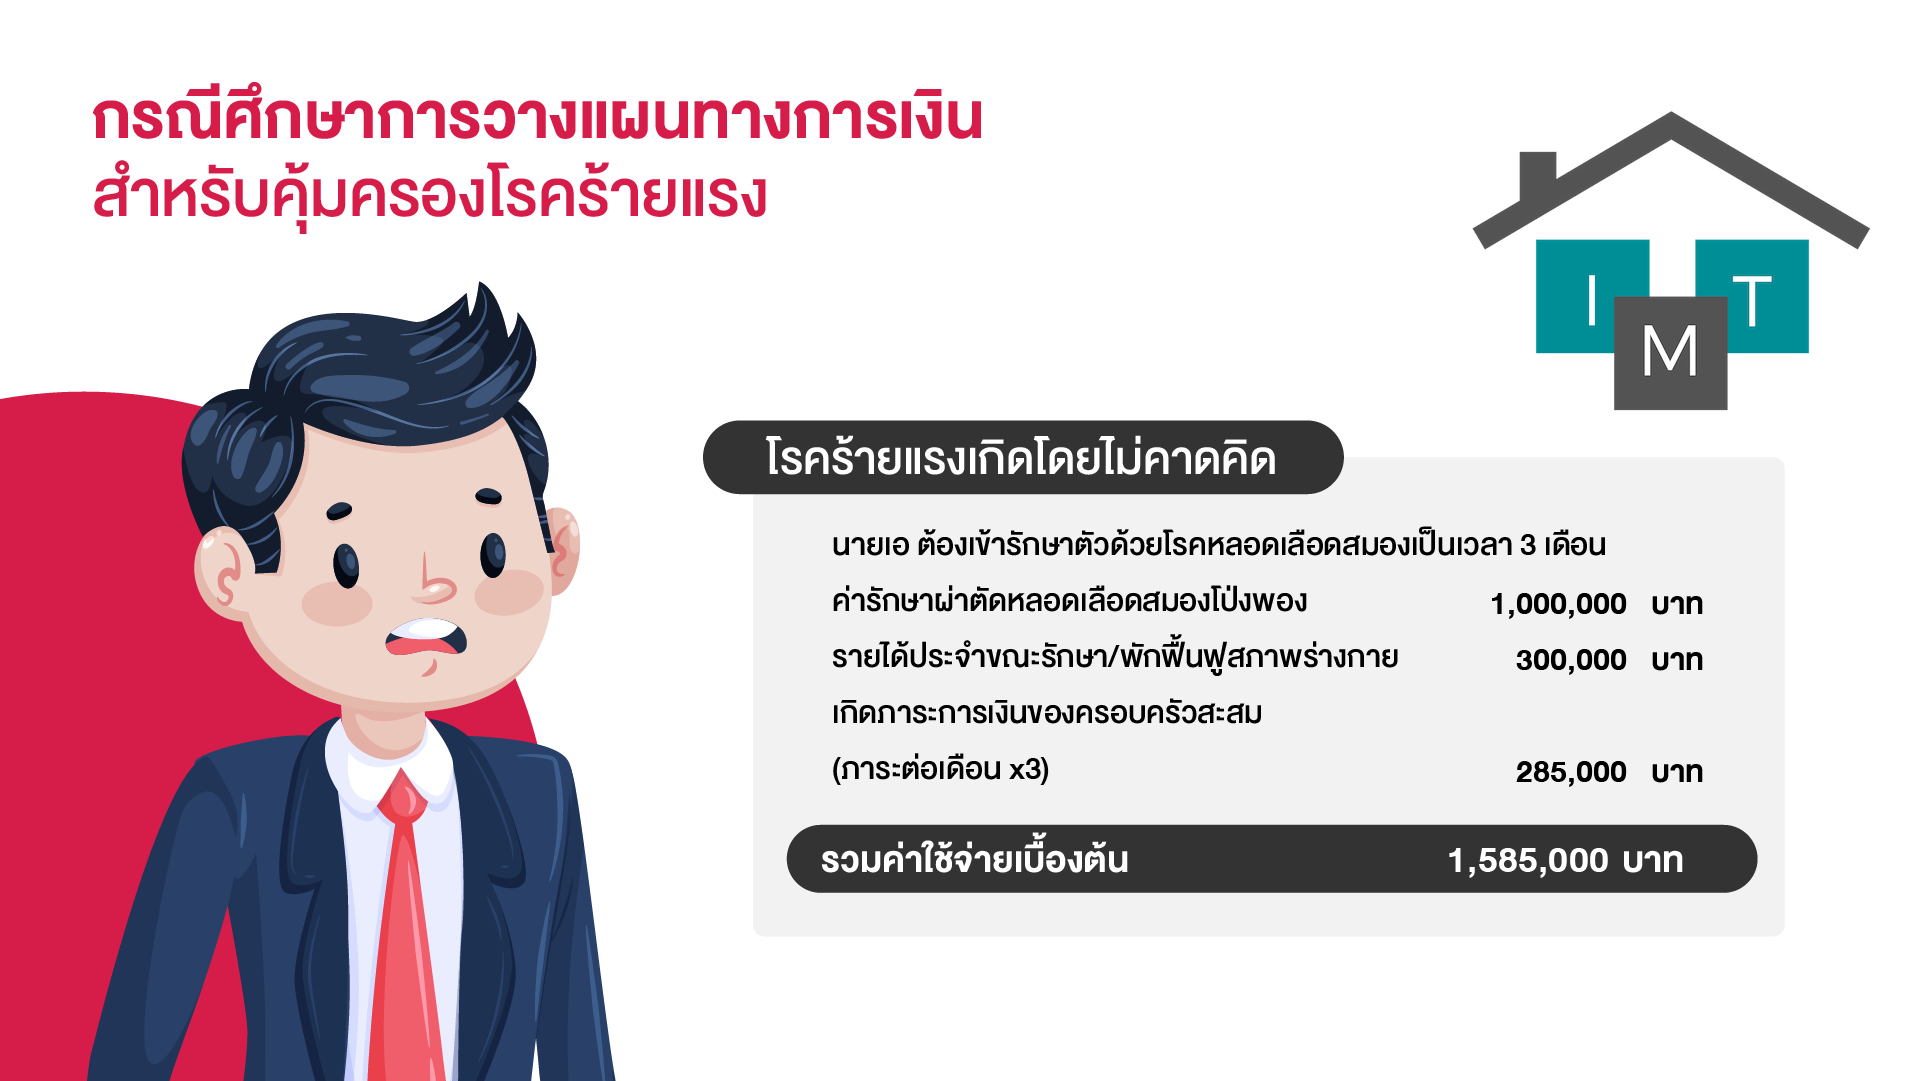 กรณีศึกษาการวางแผนทางการเงิน
สำหรับคุ้มครองโรคร้ายแรง
I M T
โรคร้ายแรงเกิดโดยไม่คาดคิด
นายเอ ต้องเข้ารักษาตัวด้วยโรคหลอดเลือดสมองเป็นเวลา 3 เดือน
ค่ารักษาผ่าตัดหลอดเลือดสมองโป่งพอง 1,000,000 บาท
รายได้ประจำขณะรักษา/พักฟื้นฟูสภาพร่างกาย 300,000 บาท
เกิดภาระการเงินของครอบครัวสะสม
(ภาระต่อเดือน x3) 285,000 บาท
รวมค่าใช้จ่ายเบื้องต้น 1,585,000 บาท